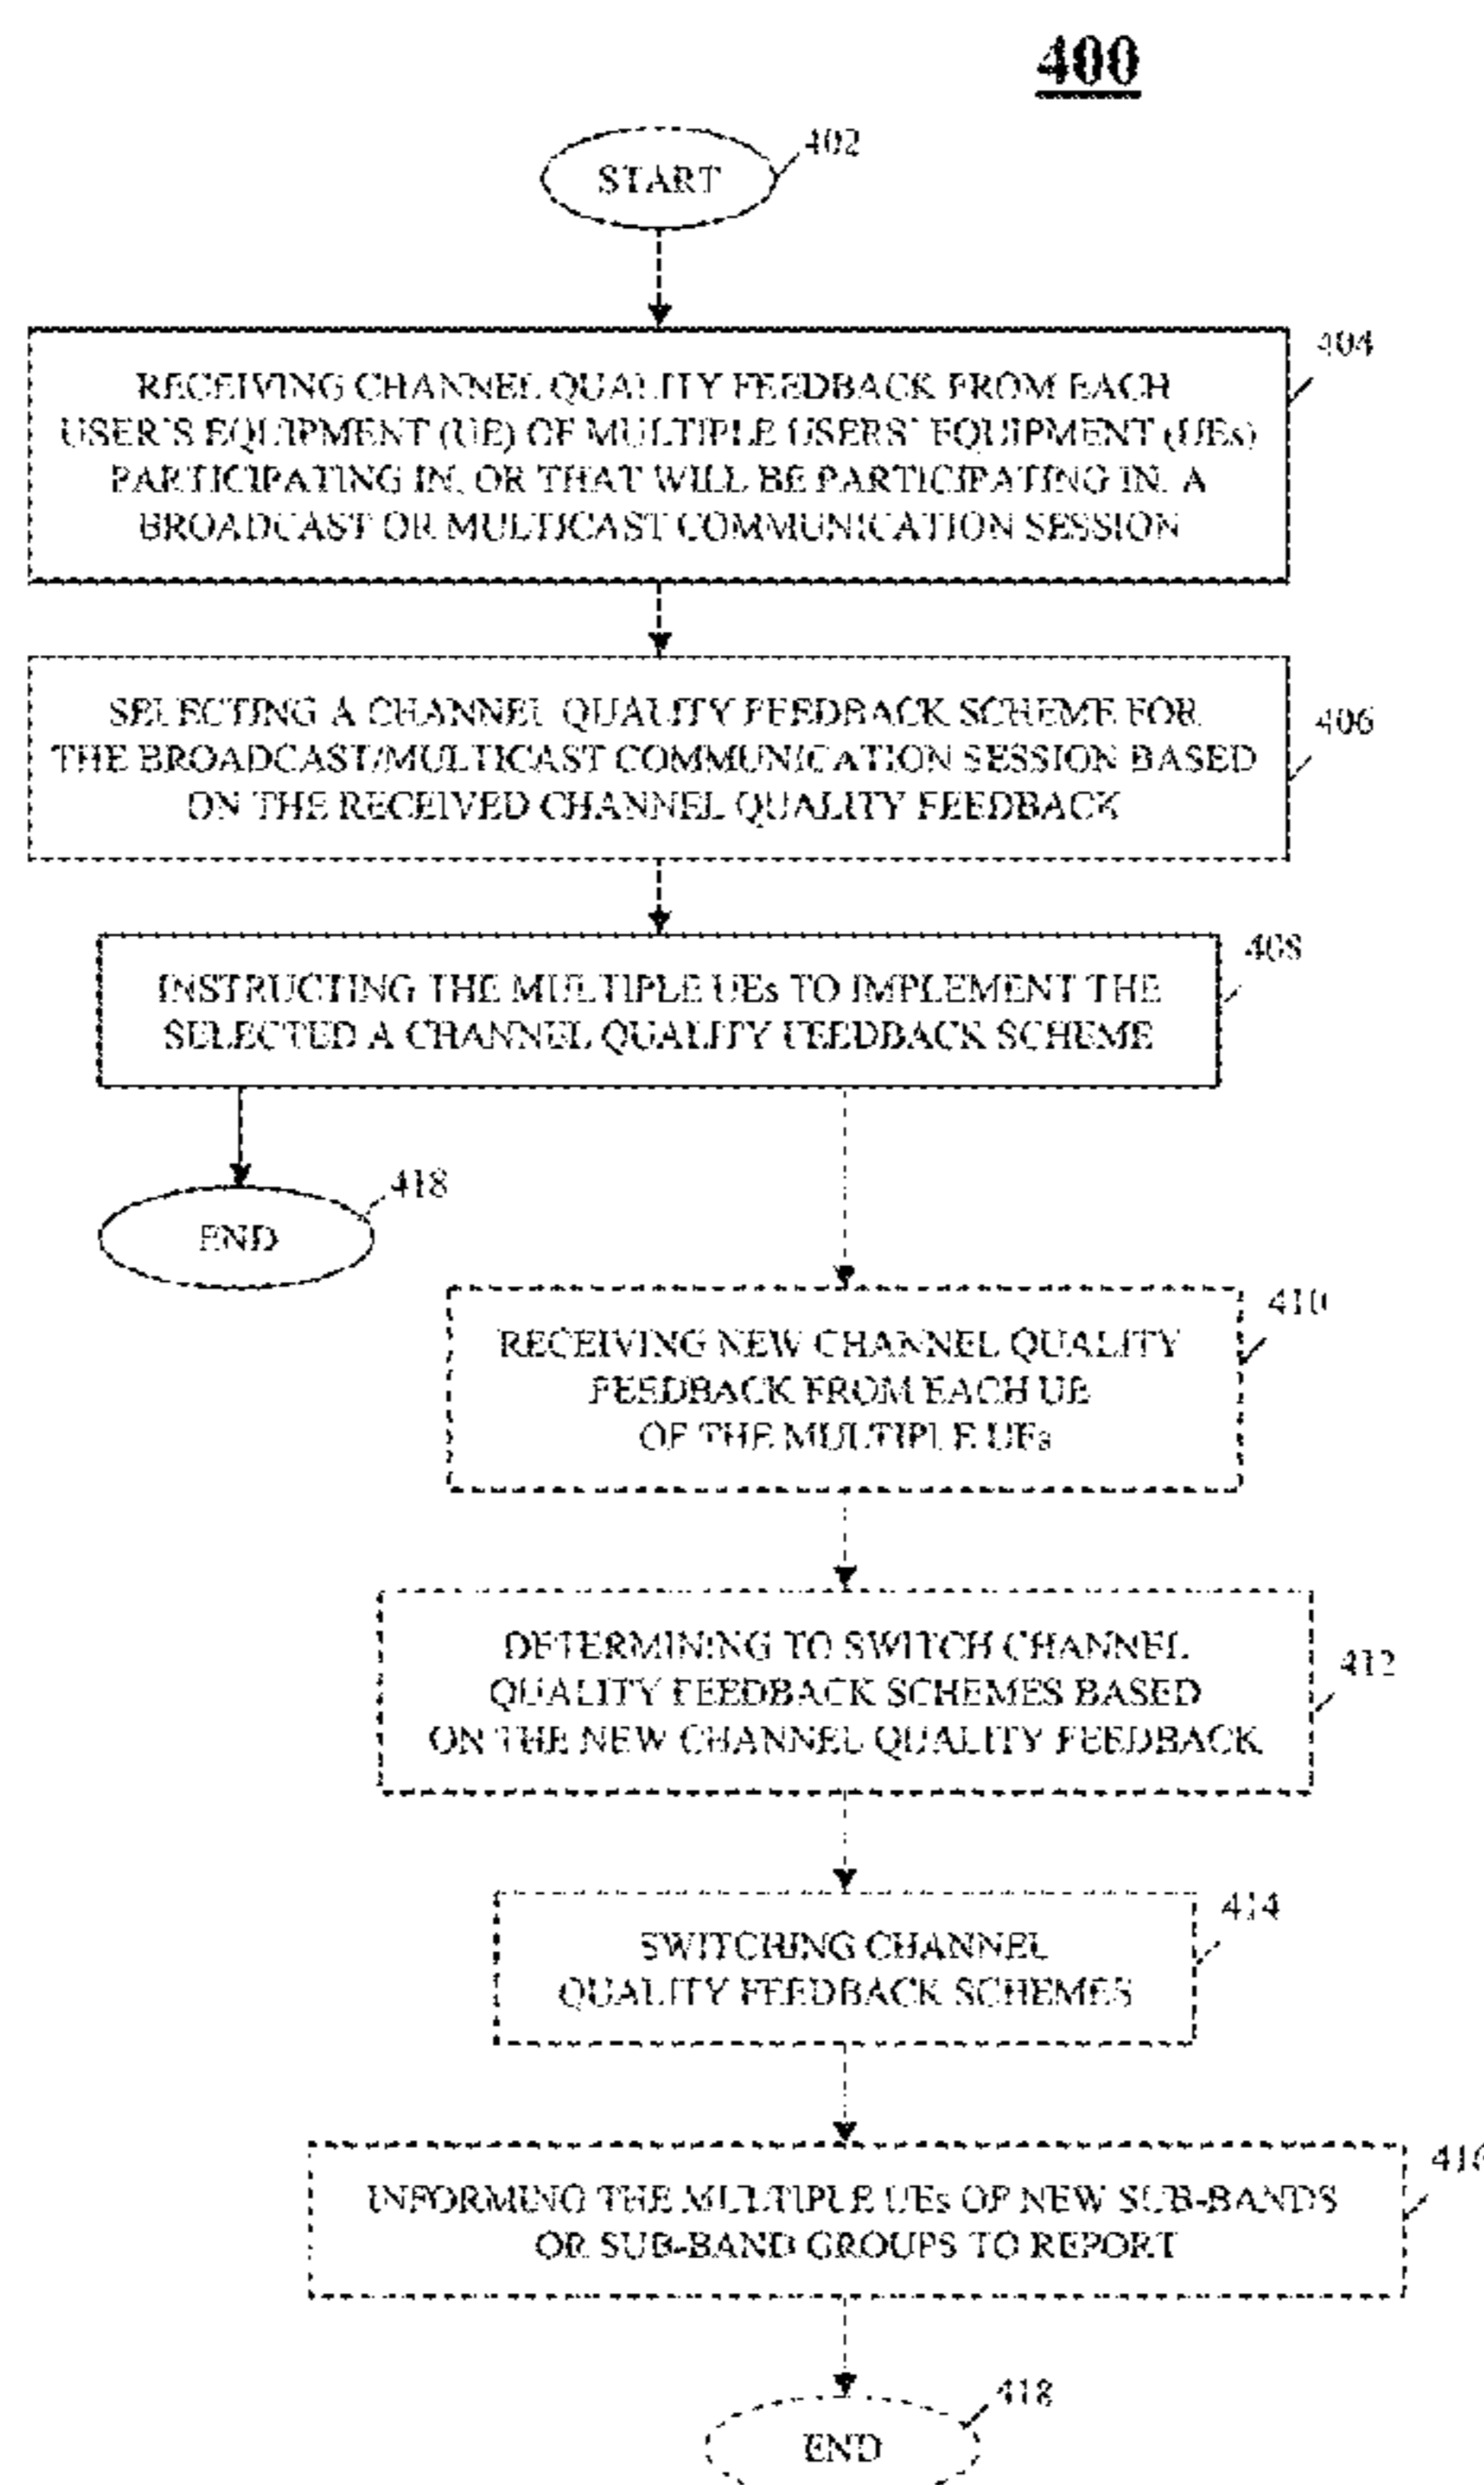 400
START
402
404
RECEIVING CHANNEL QUALITY FEEDBACK FROM EACH
USER'S EQUIPMENT (UE) OF MULTIPLE USERS' EQUIPMENT (UEs)
PARTICIPATING IN, OR THAT WILL BE PARTICIPATING IN, A
BROADCAST OR MULTICAST COMMUNICATION SESSION
SELECTING A CHANNEL QUALITY FEEDBACK SCHEME FOR
THE BROADCAST/MULTICAST COMMUNICATION SESSION BASED
ON THE RECEIVED CHANNEL QUALITY FEEDBACK
406
408
INSTRUCTING THE MULTIPLE UEs TO IMPLEMENT THE
SELECTED A CHANNEL QUALITY FEEDBACK SCHEME
418
END
410
RECEIVING NEW CHANNEL QUALITY
FEEDBACK FROM EACH UE
OF THE MULTIPLE UEs
DETERMINING TO SWITCH CHANNEL
QUALITY FEEDBACK SCHEMES BASED
ON THE NEW CHANNEL QUALITY FEEDBACK
412
414
SWITCHING CHANNEL
QUALITY FEEDBACK SCHEMES
416
INFORMING THE MULTIPLE UEs OF NEW SUB-BANDS
OR SUB-BAND GROUPS TO REPORT
418
END